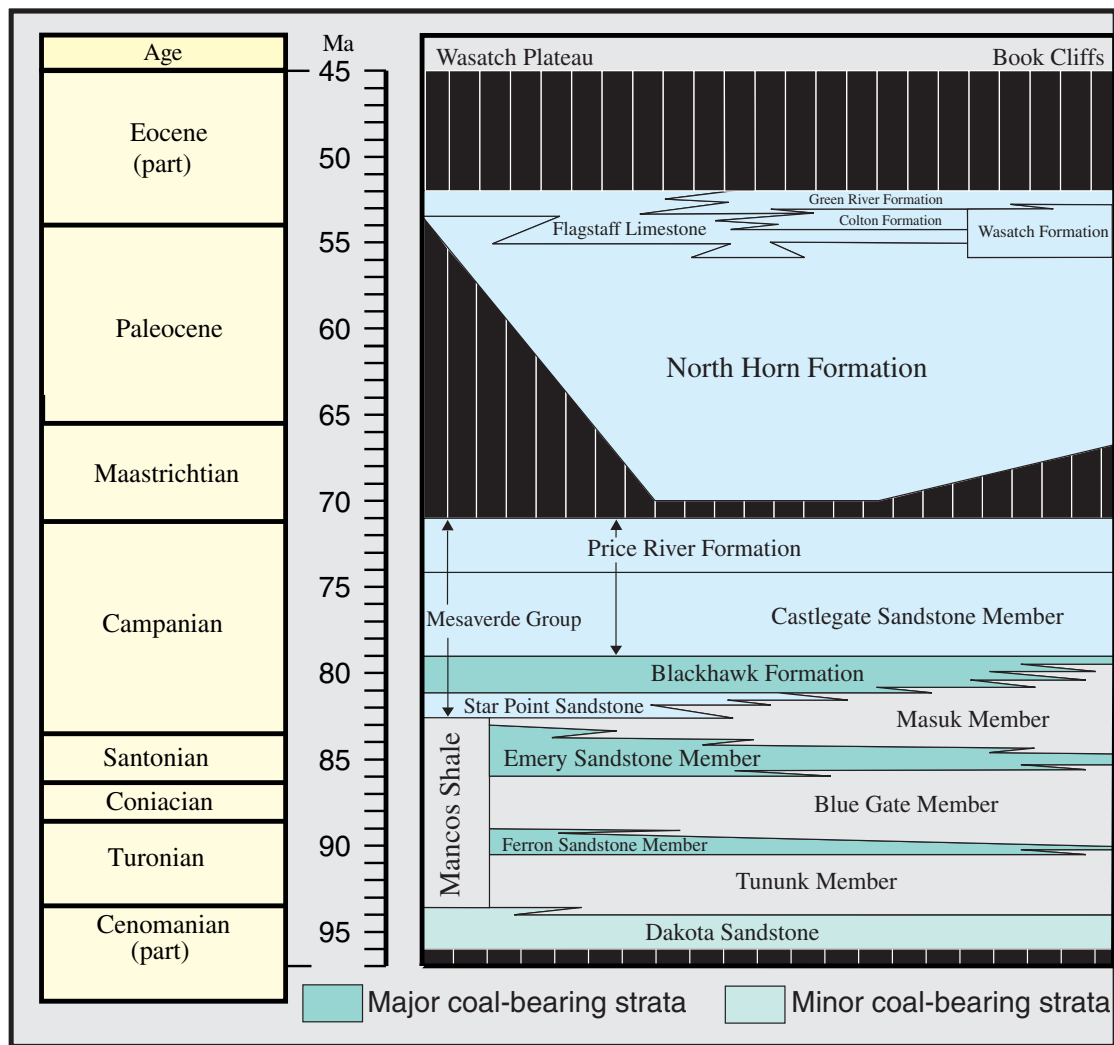 Age
Ma
Wasatch Plateau
Book Cliffs
45
Eocene
(part)
50
Green River Formation
Flagstaff Limestone
Colton Formation
Wasatch Formation
55
Paleocene
60
North Horn Formation
65
Maastrichtian
70
Price River Formation
75
Campanian
Mesaverde Group
Castlegate Sandstone Member
80
Blackhawk Formation
Star Point Sandstone
Masuk Member
Santonian
85
Emery Sandstone Member
Mancos Shale
Coniacian
Blue Gate Member
Turonian
90
Ferron Sandstone Member
Tununk Member
Cenomanian
(part)
95
Dakota Sandstone
Major coal-bearing strata
Minor coal-bearing strata